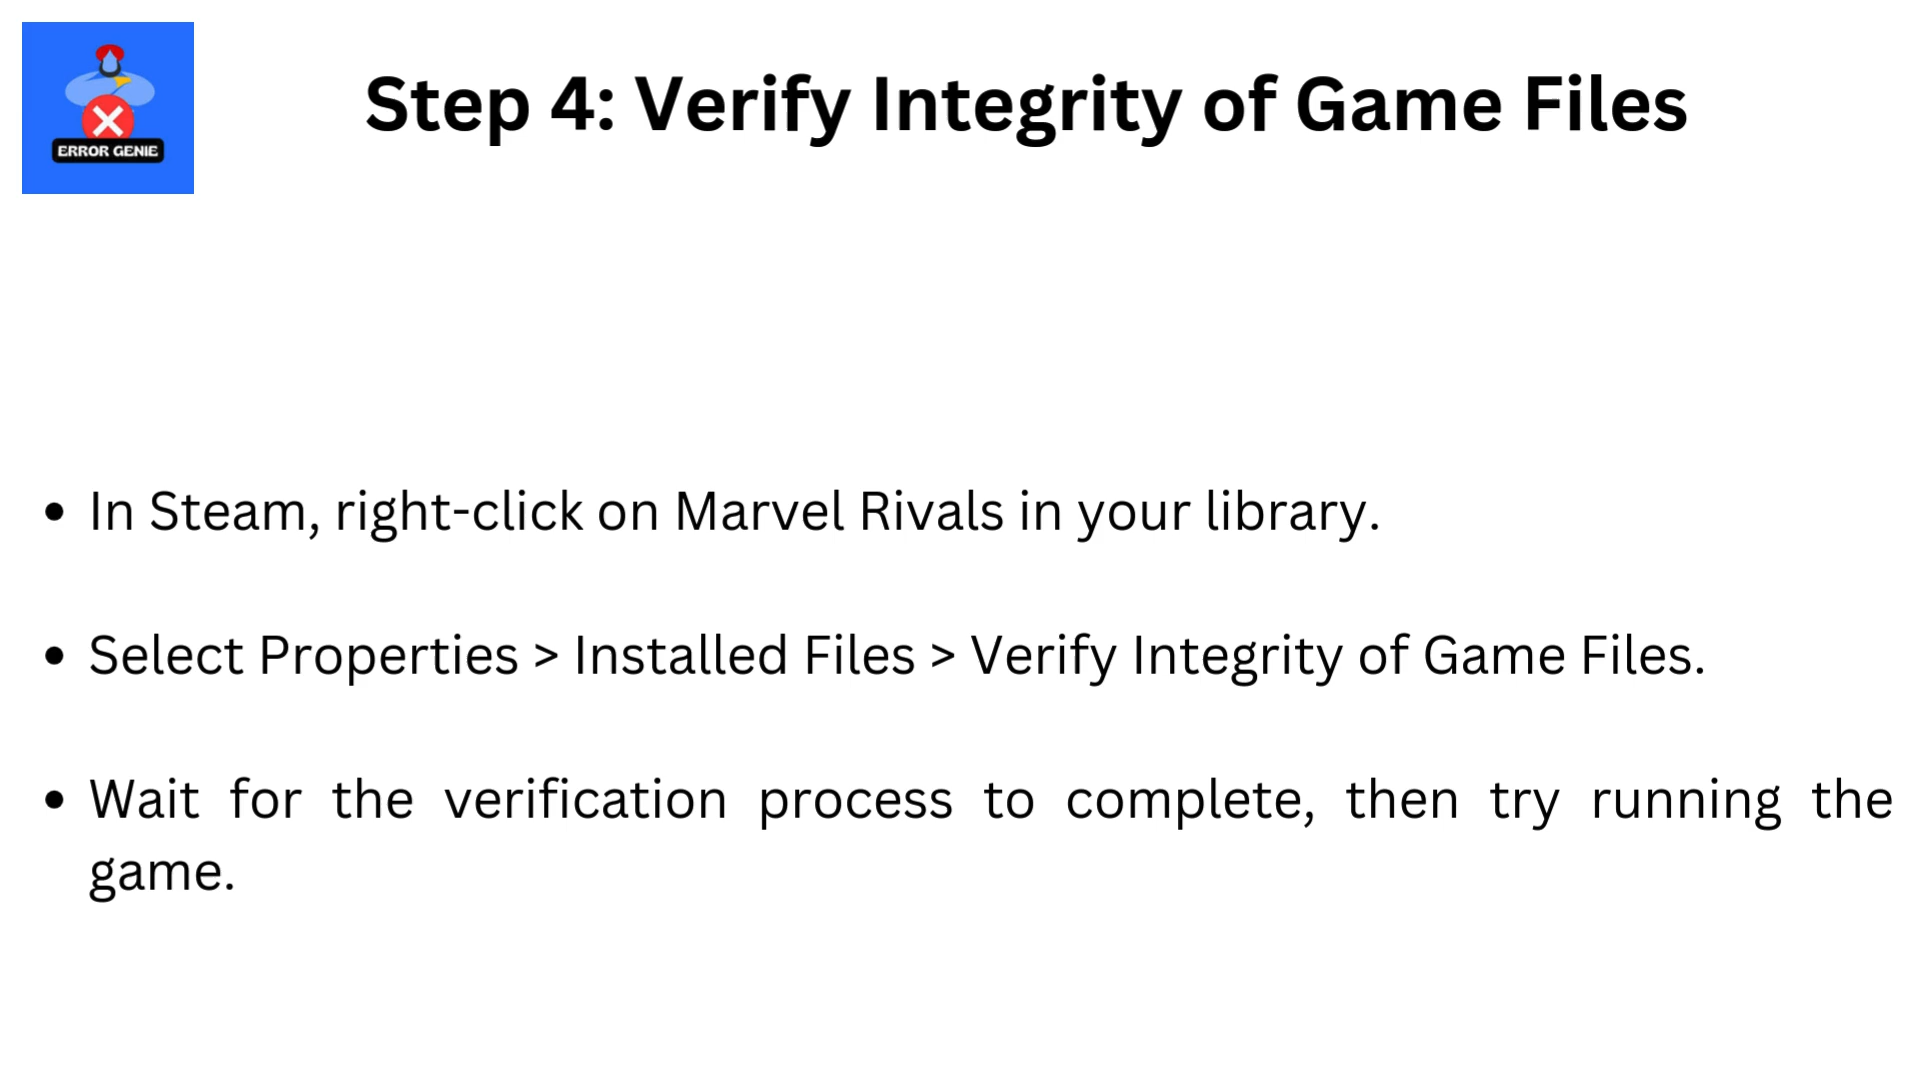 ERROR GENIE
Step 4: Verify Integrity of Game Files
• In Steam, right-click on Marvel Rivals in your library.
• Select Properties > Installed Files > Verify Integrity of Game Files.
• Wait for the verification process to complete, then try running the
game.